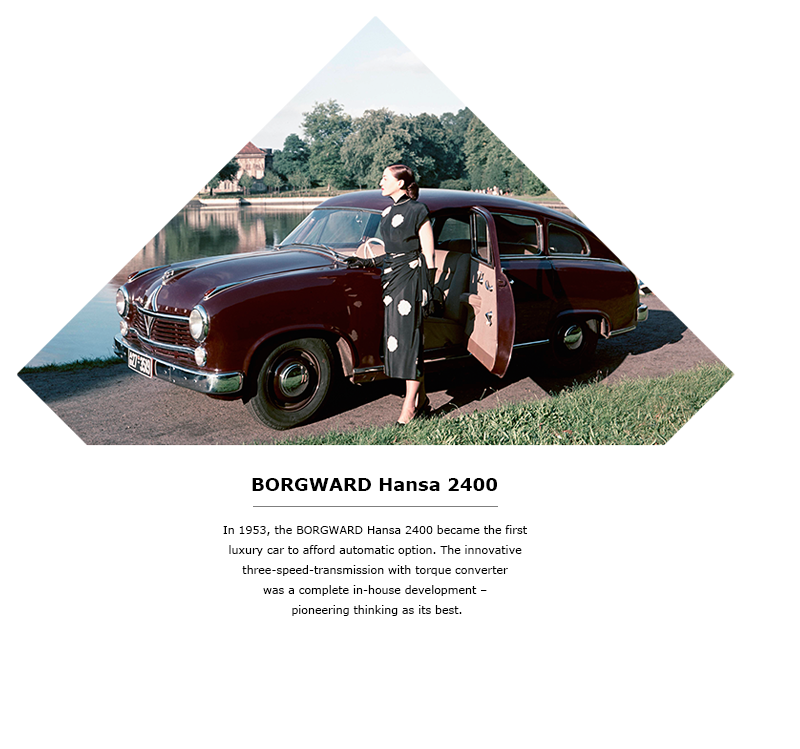 BORGWARD Hansa 2400
In 1953, the BORGWARD Hansa 2400 became the first
luxury car to afford automatic option. The innovative
three-speed-transmission with torque converter
was a complete in-house development –
pioneering thinking as its best.